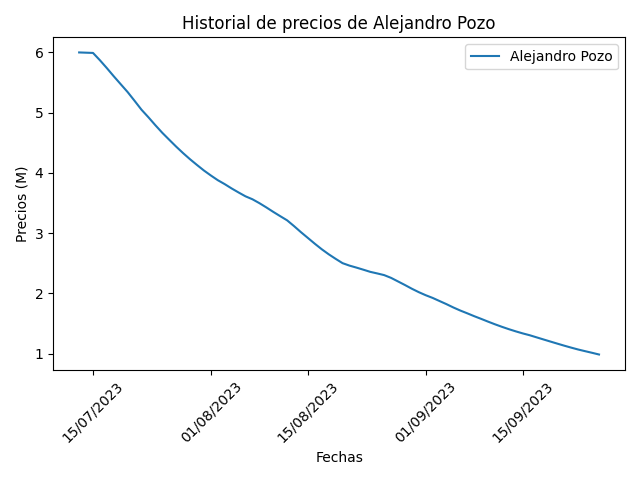 Historial de precios de Alejandro Pozo
Alejandro Pozo
Precios (M)
6
5
4
3
2
1
15/07/2023
01/08/2023
15/08/2023
01/09/2023
15/09/2023
Fechas